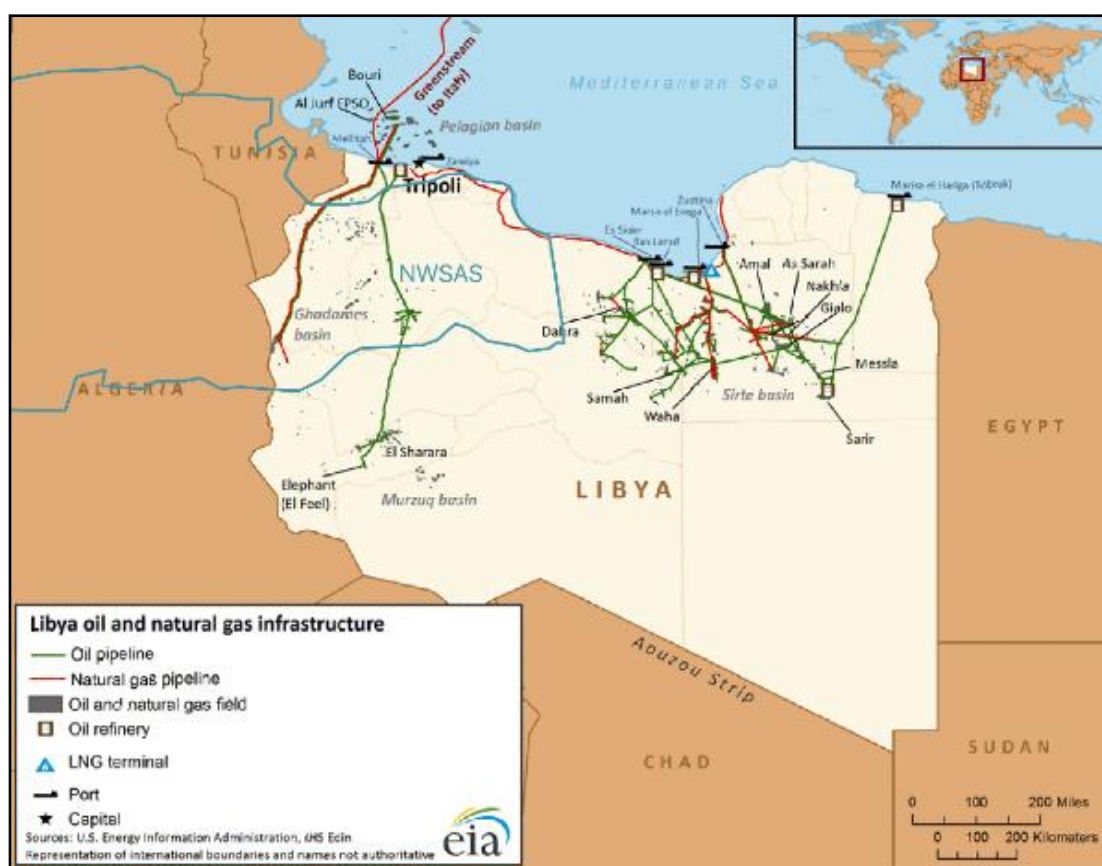 Bouri
Greenstream
(to Italy)
Al Jurf FPSO
Mediterranean Sea
Pelagian basin
TUNISIA
Mellitah
Zawiya
Tripoli
Marsa el Hariga (Tobruk)
Zueitina
Marsa el Brega
Es Sider
Ras Lanuf
NWSAS
Amal
As Sarah
Nakhla
Gialo
Ghadames
basin
Dahra
Messla
ALGERIA
Samah
Waha
Sirte basin
Sarir
EGYPT
El Sharara
Elephant
(El Feel)
Murzuq basin
LIBYA
Aouzou Strip
CHAD
SUDAN
Libya oil and natural gas infrastructure
Oil pipeline
Natural gas pipeline
Oil and natural gas field
Oil refinery
LNG terminal
Port
Capital
Sources: U.S. Energy Information Administration, IHS Edin
Representation of international boundaries and names not authoritative
eia
0 100 200 Miles
0 100 200 Kilometers